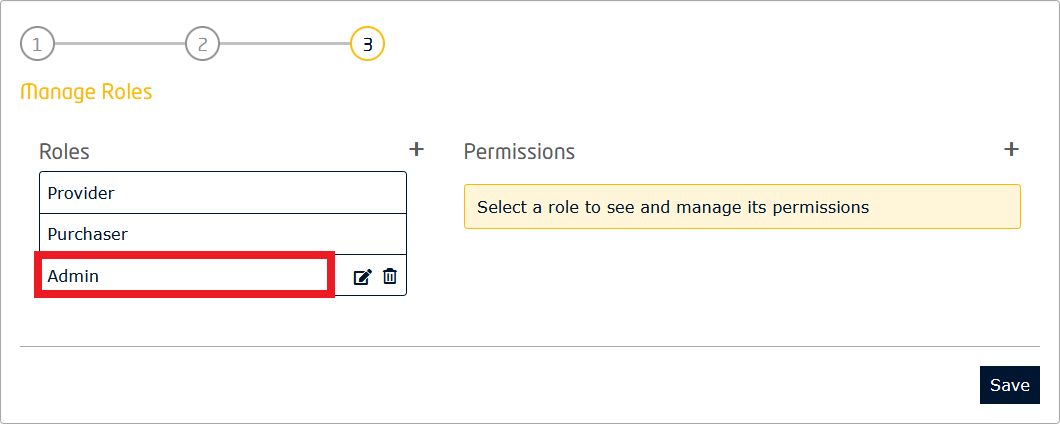 1 2 3
Manage Roles
Roles +
Provider
Purchaser
Admin
Permissions +
Select a role to see and manage its permissions
Save